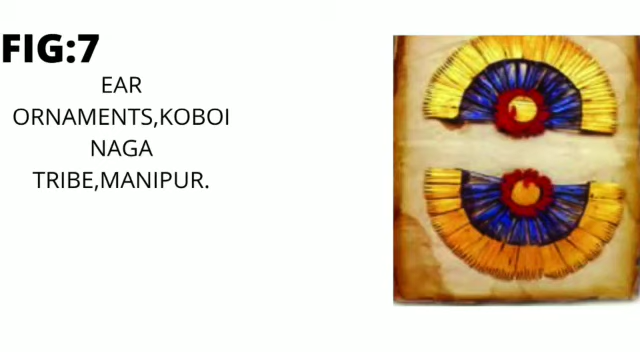 FIG:7
EAR
ORNAMENTS,KOBOI
NAGA
TRIBE,MANIPUR.